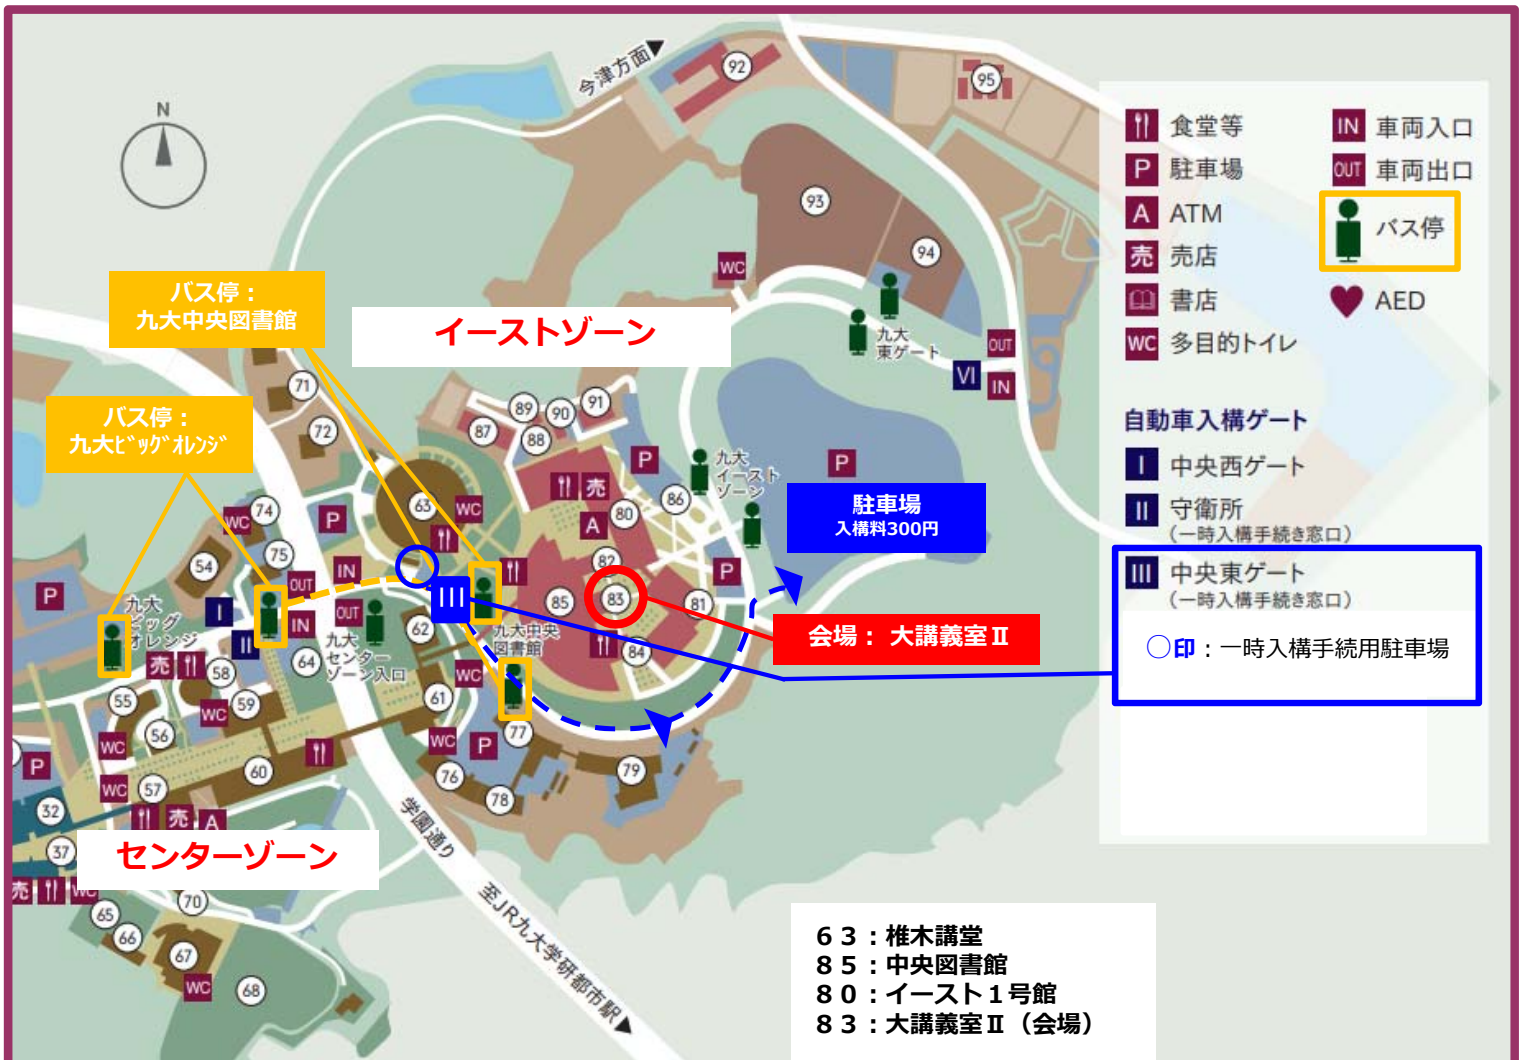 N
今津方面▼
92
95
93
94
WC
九大
東ゲート
OUT
VI
IN
食堂等
P 駐車場
A ATM
売 売店
書店
WC 多目的トイレ
IN 車両入口
OUT 車両出口
バス停
AED
自動車入構ゲート
I 中央西ゲート
II 守衛所
(一時入構手続き窓口)
III 中央東ゲート
(一時入構手続き窓口)
〇印：一時入構手続用駐車場
バス停：
九大中央図書館
イーストゾーン
バス停：
九大ﾋﾞｯｸﾞｵﾚﾝｼﾞ
71
72
89
90
91
87
88
P
九大
イースト
ゾーン
P
駐車場
入構料300円
63
WC
売
A
80
86
WC
74
P
75
54
82
85
83
81
P
IN
OUT
OUT
IN
III
P
九大
ビッグ
オレンジ
I
II
九大
センター
ゾーン入口
62
九大中央
図書館
84
会場： 大講義室Ⅱ
売
58
64
WC
61
55
59
WC
56
WC
WC
P
77
P
60
76
79
78
WC
57
32
売
A
37
学園通り
センターゾーン
売
WC
65
66
70
67
WC
68
至JR九大学研都市駅▶
６３：椎木講堂
８５：中央図書館
８０：イースト１号館
８３：大講義室Ⅱ（会場）